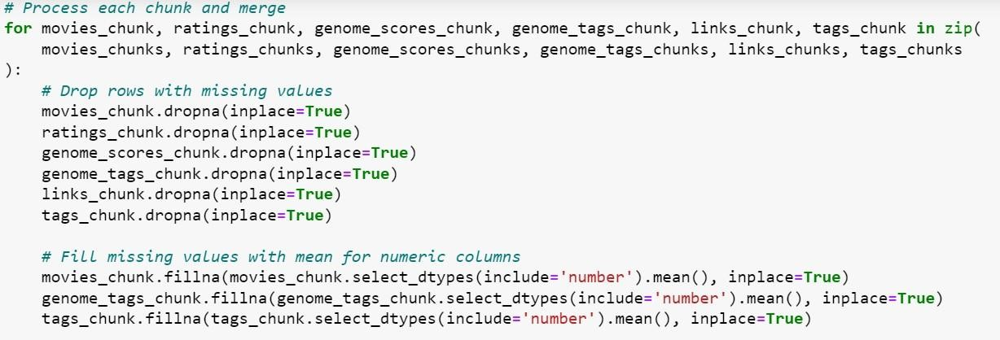 # Process each chunk and merge
for movies_chunk, ratings_chunk, genome_scores_chunk, genome_tags_chunk, links_chunk, tags_chunk in zip(
    movies_chunks, ratings_chunks, genome_scores_chunks, genome_tags_chunks, links_chunks, tags_chunks
):
    # Drop rows with missing values
    movies_chunk.dropna(inplace=True)
    ratings_chunk.dropna(inplace=True)
    genome_scores_chunk.dropna(inplace=True)
    genome_tags_chunk.dropna(inplace=True)
    links_chunk.dropna(inplace=True)
    tags_chunk.dropna(inplace=True)

    # Fill missing values with mean for numeric columns
    movies_chunk.fillna(movies_chunk.select_dtypes(include='number').mean(), inplace=True)
    genome_tags_chunk.fillna(genome_tags_chunk.select_dtypes(include='number').mean(), inplace=True)
    tags_chunk.fillna(tags_chunk.select_dtypes(include='number').mean(), inplace=True)